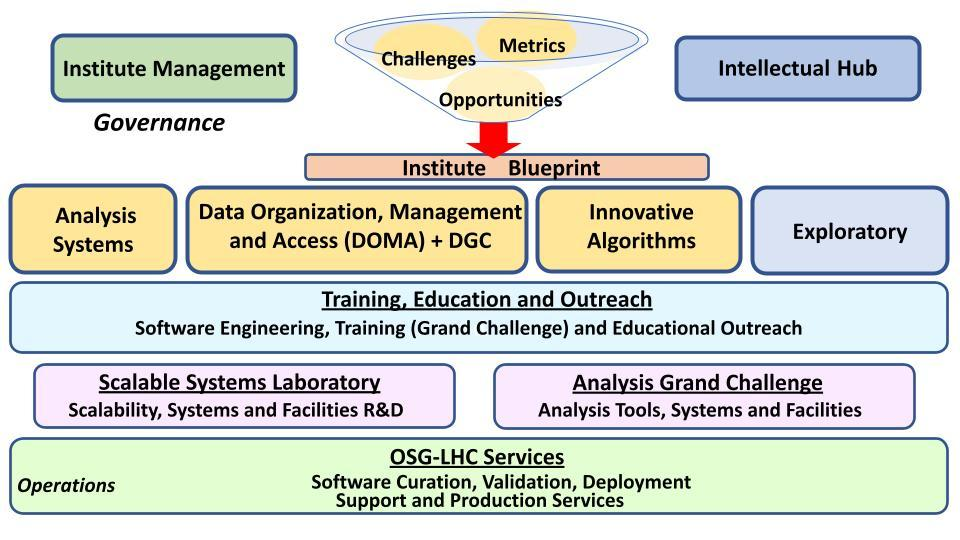 Institute Management
Governance
Challenges
Metrics
Opportunities
Intellectual Hub
Institute Blueprint
Analysis
Systems
Data Organization, Management
and Access (DOMA) + DGC
Innovative
Algorithms
Exploratory
Training, Education and Outreach
Software Engineering, Training (Grand Challenge) and Educational Outreach
Scalable Systems Laboratory
Scalability, Systems and Facilities R&D
Analysis Grand Challenge
Analysis Tools, Systems and Facilities
OSG-LHC Services
Operations
Software Curation, Validation, Deployment
Support and Production Services